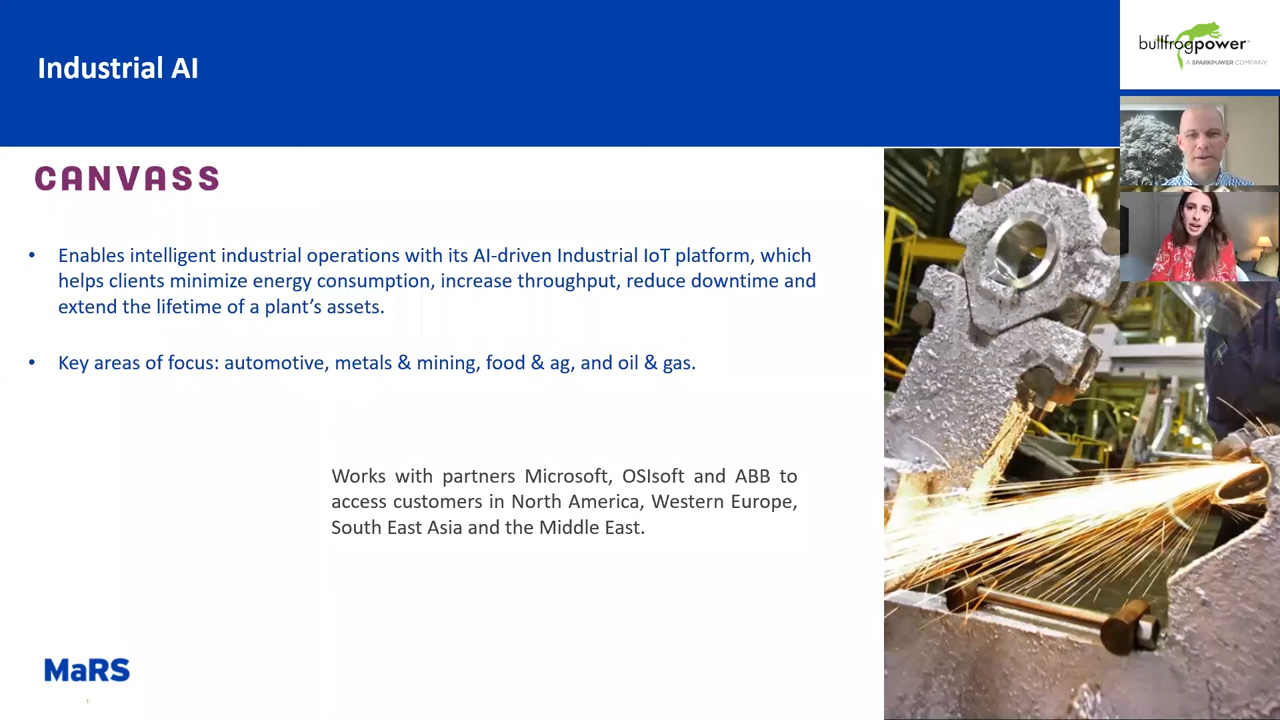 Industrial AI
bullfrogpower
A SPARKPOWER COMPANY
CANVASS
• Enables intelligent industrial operations with its AI-driven Industrial IoT platform, which
helps clients minimize energy consumption, increase throughput, reduce downtime and
extend the lifetime of a plant’s assets.
• Key areas of focus: automotive, metals & mining, food & ag, and oil & gas.
Works with partners Microsoft, OSIsoft and ABB to
access customers in North America, Western Europe,
South East Asia and the Middle East.
MaRS